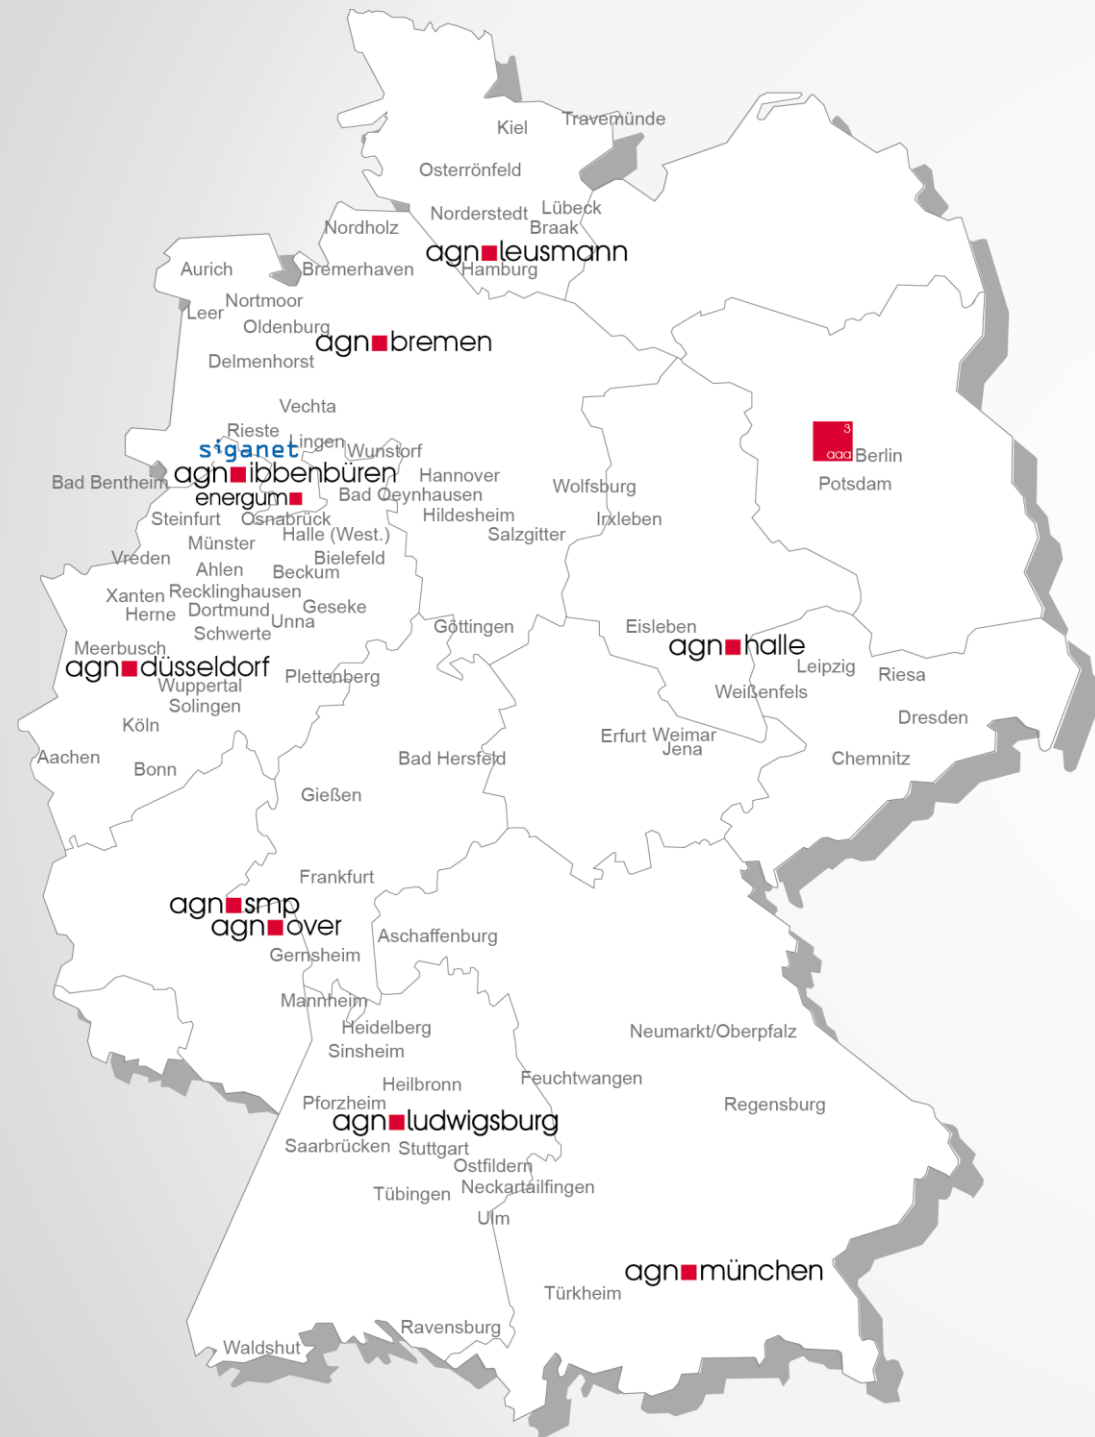 Travemünde
Kiel
Osterrönfeld
Lübeck
Norderstedt
Nordholz
Braak
agn leusmann
Aurich
Bremerhaven
Hamburg
Nortmoor
Leer
Oldenburg
agn bremen
Delmenhorst
Vechta
Rieste
Lingen
siganet
Wunstorf
3
aaa
Berlin
agn ibbenbüren
Hannover
Bad Bentheim
Potsdam
Wolfsburg
energum
Bad Oeynhausen
Hildesheim
Steinfurt
Osnabrück
Irxleben
Halle (West.)
Salzgitter
Münster
Vreden
Bielefeld
Ahlen
Beckum
Recklinghausen
Xanten
Geseke
Dortmund
Herne
Unna
Göttingen
Eisleben
Schwerte
agn halle
Meerbusch
agn düsseldorf
Leipzig
Riesa
Plettenberg
Wuppertal
Weißenfels
Solingen
Dresden
Köln
Erfurt
Weimar
Jena
Aachen
Bad Hersfeld
Chemnitz
Bonn
Gießen
Frankfurt
agn smp
agn over
Aschaffenburg
Gernsheim
Mannheim
Heidelberg
Neumarkt/Oberpfalz
Sinsheim
Feuchtwangen
Heilbronn
Pforzheim
Regensburg
agn ludwigsburg
Saarbrücken
Stuttgart
Ostfildern
Neckartailfingen
Tübingen
Ulm
agn münchen
Türkheim
Ravensburg
Waldshut